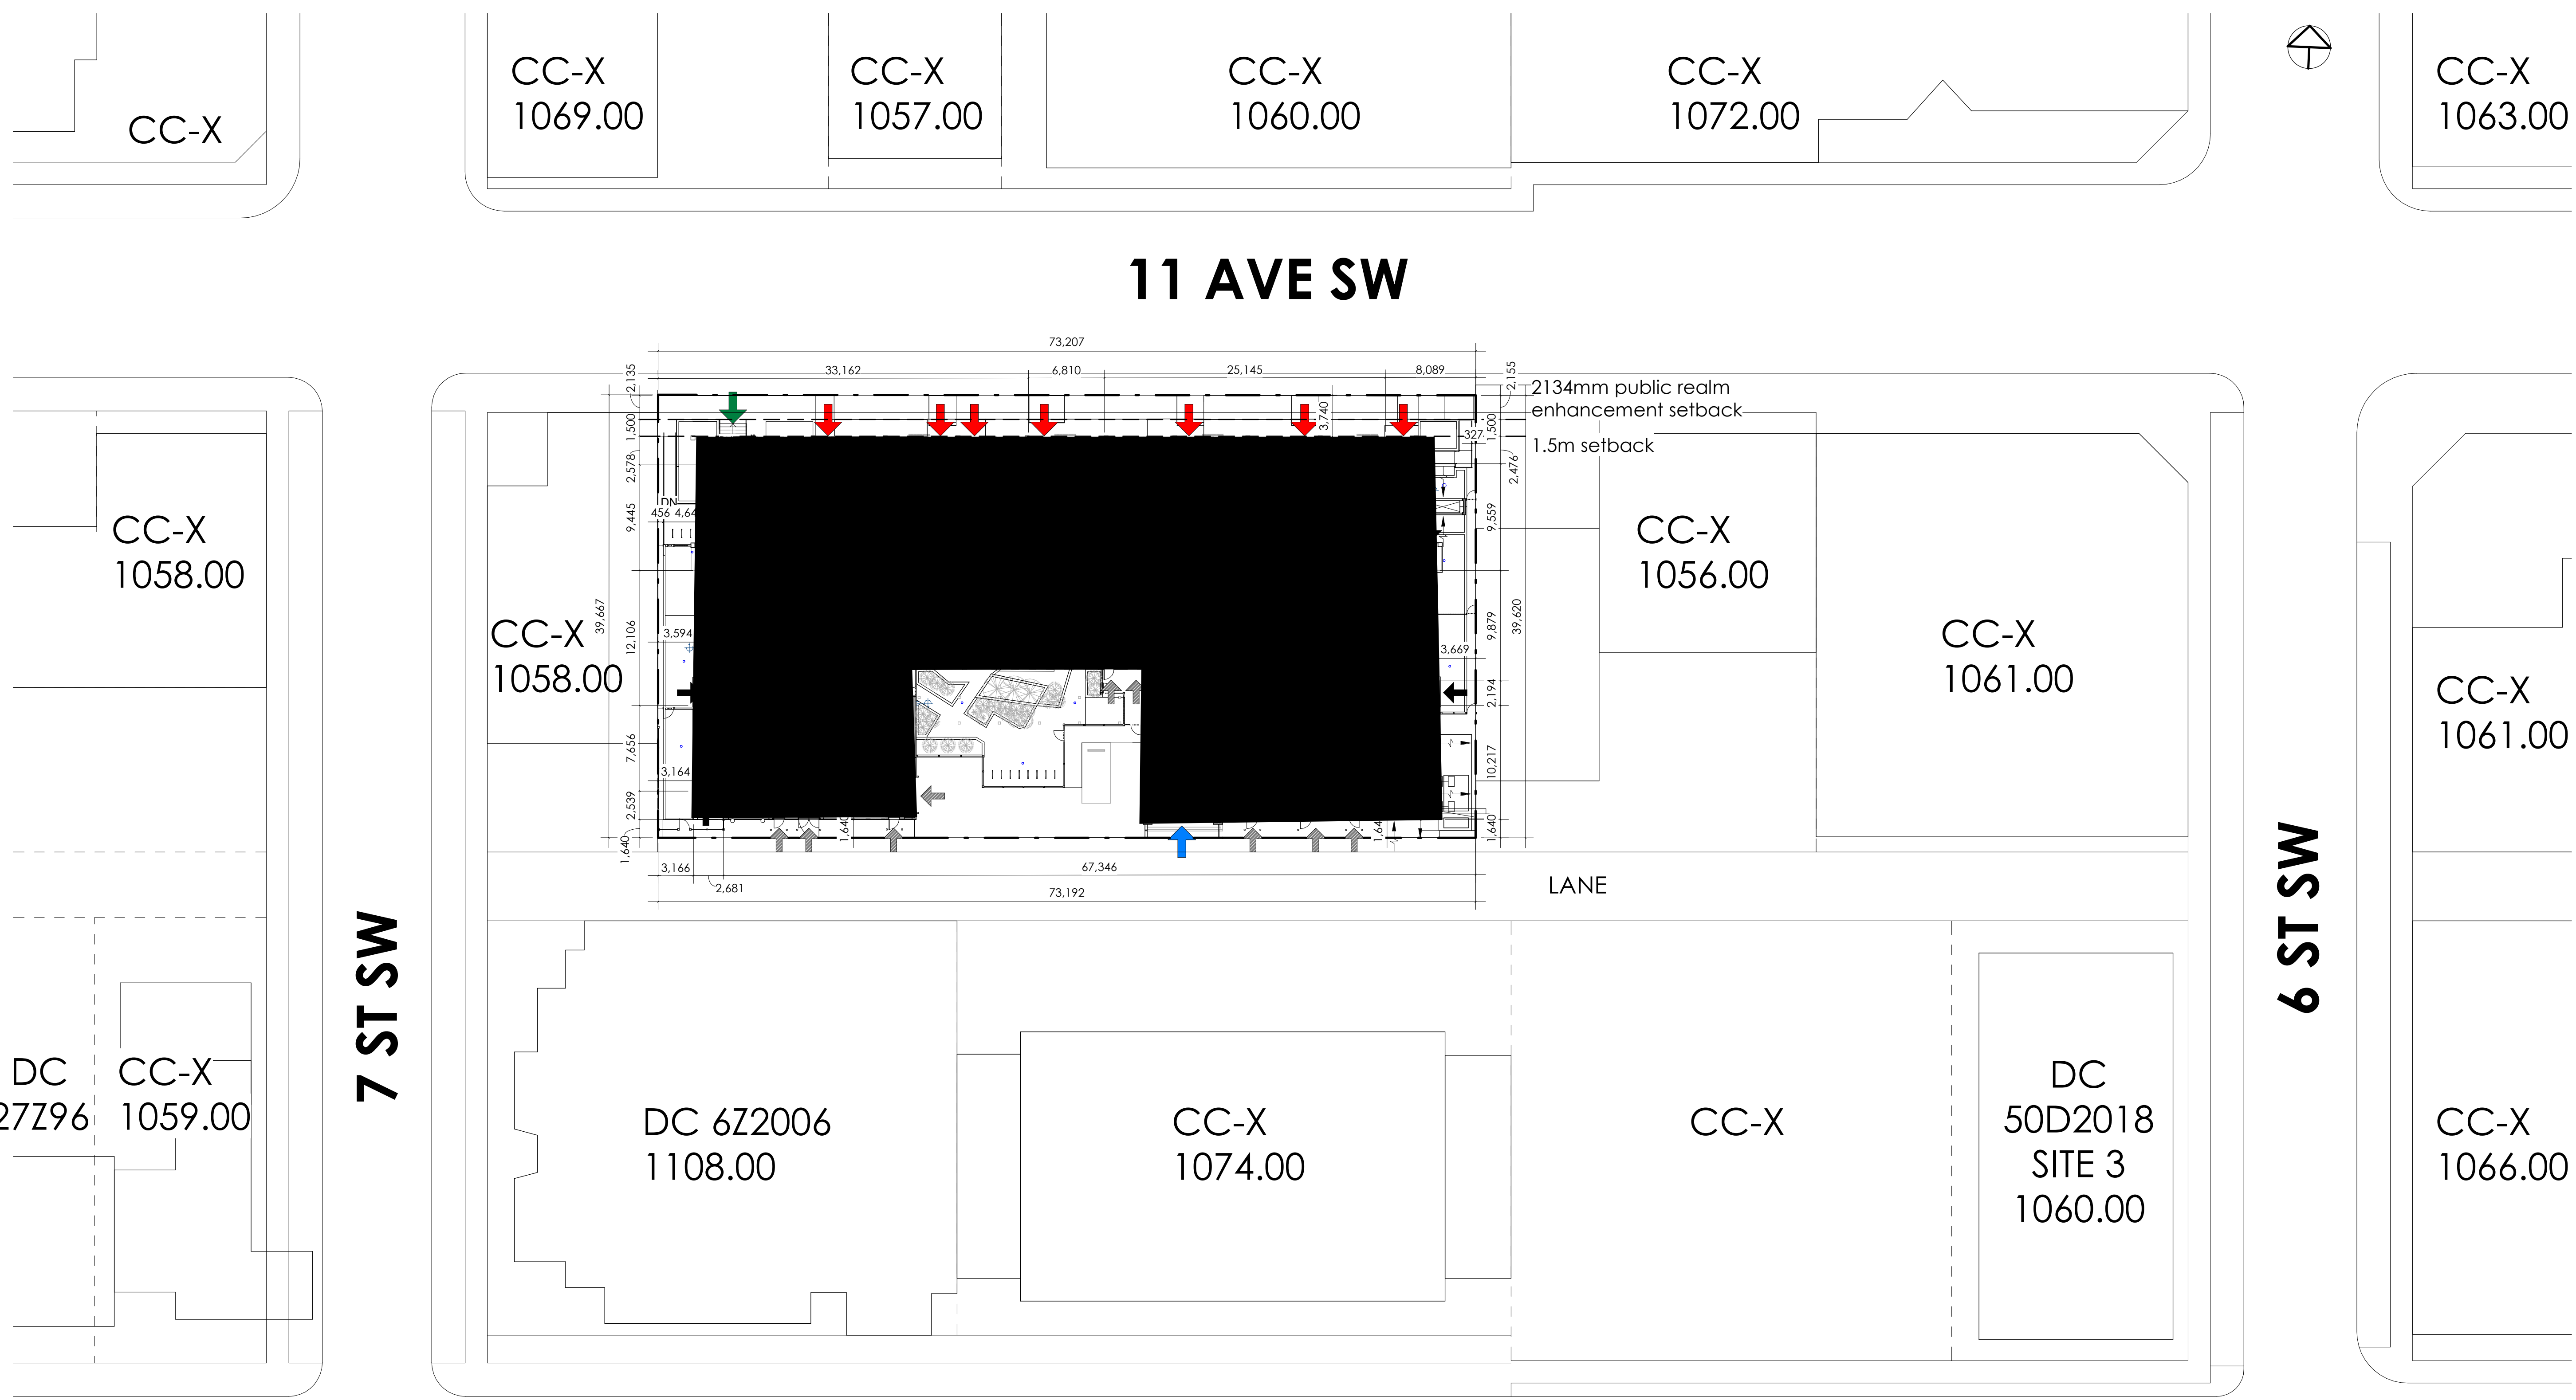 CC-X
CC-X
1069.00
CC-X
1057.00
CC-X
1060.00
CC-X
1072.00
CC-X
1063.00
11 AVE SW
73,207
33,162
6,810
25,145
8,089
2,135
1,500
2,578
9,445
39,667
12,106
7,656
2,539
1,640
2,155
1,500
327
2,476
9,559
9,879
39,620
2,194
10,217
1,640
3,740
2134mm public realm
enhancement setback
1.5m setback
DN
456
3,594
3,164
3,669
1,640
3,166
2,681
67,346
73,192
CC-X
1058.00
CC-X
1058.00
CC-X
1056.00
CC-X
1061.00
CC-X
1061.00
LANE
7 ST SW
6 ST SW
DC
27Z96
CC-X
1059.00
DC 6Z2006
1108.00
CC-X
1074.00
CC-X
DC
50D2018
SITE 3
1060.00
CC-X
1066.00